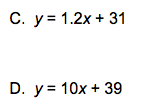 C. y = 1.2x + 31
D. y = 10x + 39